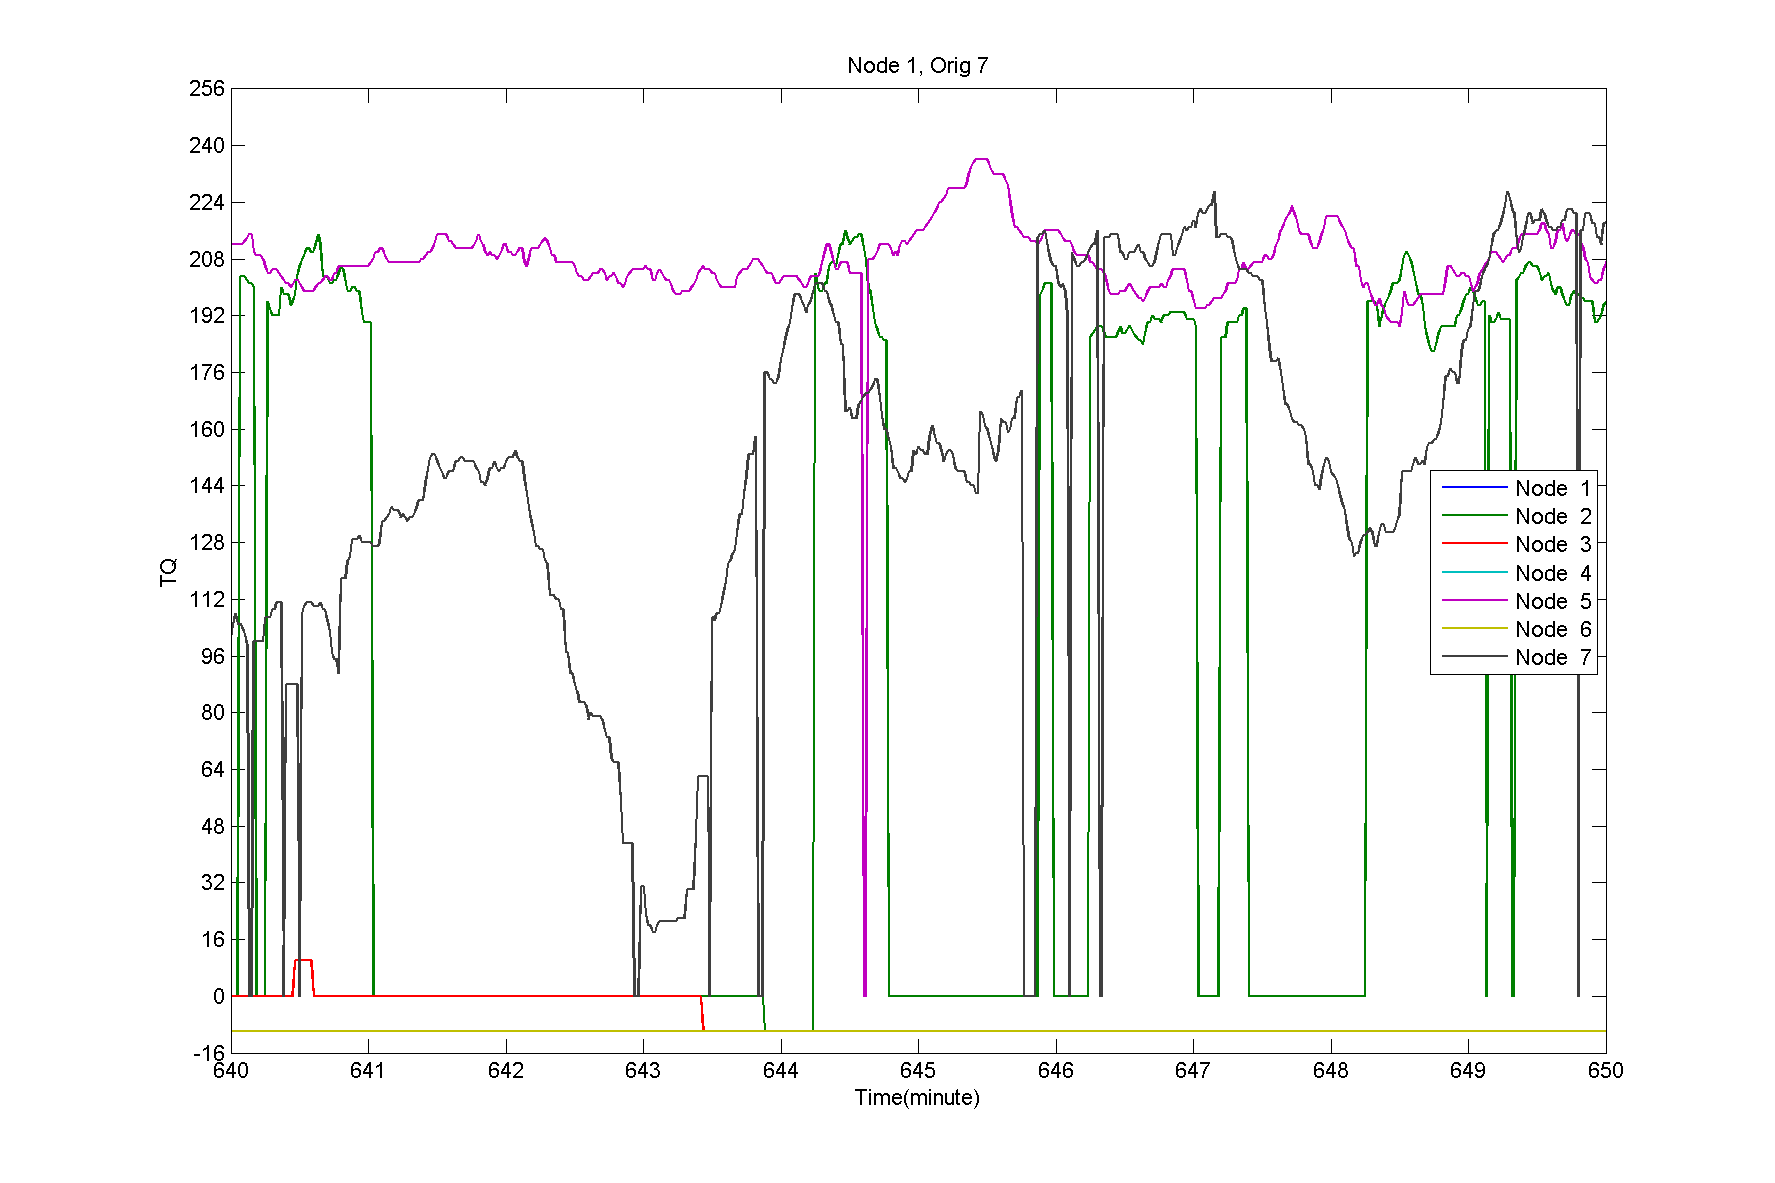 Node 1, Orig 7
256
240
224
208
192
176
160
144
128
112
96
80
64
48
32
16
0
-16
TQ
Node 1
Node 2
Node 3
Node 4
Node 5
Node 6
Node 7
640 641 642 643 644 645 646 647 648 649 650
Time(minute)